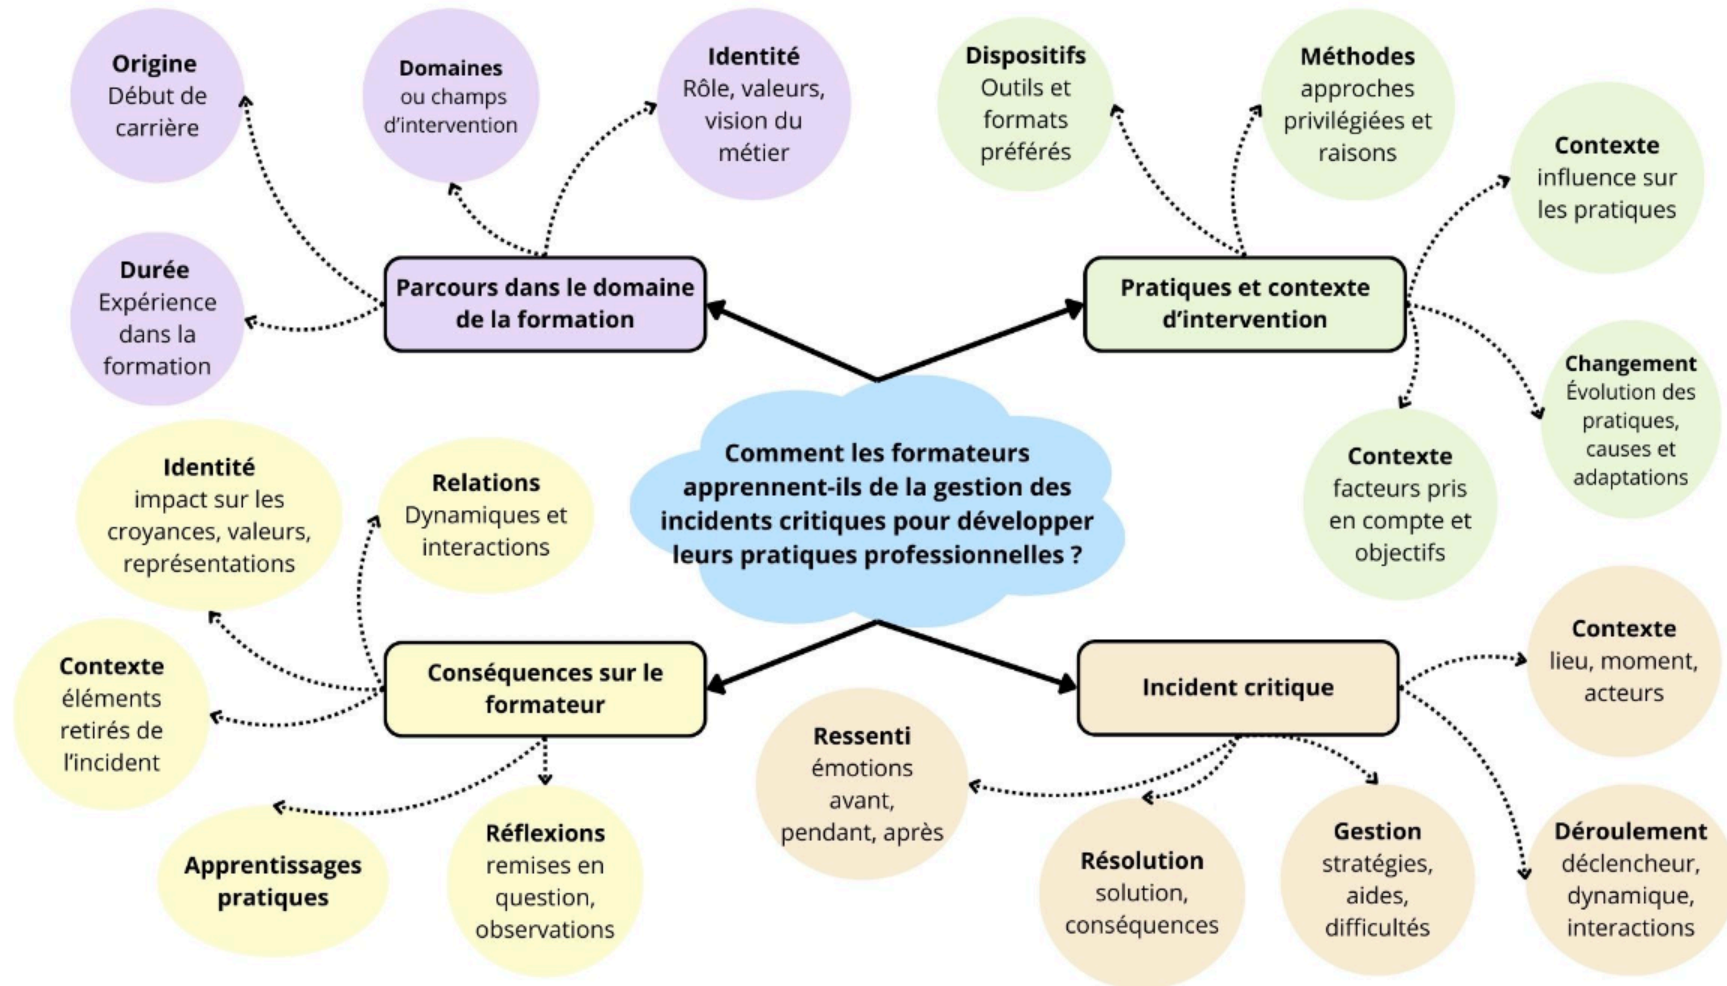 Origine
Début de
carrière
Domaines
ou champs
d'intervention
Identité
Rôle, valeurs,
vision du
métier
Durée
Expérience
dans la
formation
Parcours dans le domaine
de la formation
Dispositifs
Outils et
formats
préférés
Méthodes
approches
privilégiées et
raisons
Contexte
influence sur
les pratiques
Pratiques et contexte
d'intervention
Changement
Évolution des
pratiques,
causes et
adaptations
Contexte
facteurs pris
en compte et
objectifs
Comment les formateurs
apprennent-ils de la gestion des
incidents critiques pour développer
leurs pratiques professionnelles ?
Identité
impact sur les
croyances, valeurs,
représentations
Relations
Dynamiques et
interactions
Contexte
éléments
retirés de
l'incident
Conséquences sur le
formateur
Apprentissages
pratiques
Réflexions
remises en
question,
observations
Incident critique
Contexte
lieu, moment,
acteurs
Ressenti
émotions
avant,
pendant, après
Résolution
solution,
conséquences
Gestion
stratégies,
aides,
difficultés
Déroulement
déclencheur,
dynamique,
interactions